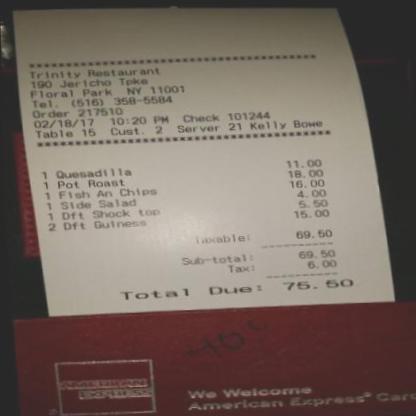 ****************************************
Trinity Restaurant
190 Jericho Tpke
Floral Park NY 11001
Tel. (516) 358-5584
Order 217510
02/18/17 10:20 PM Check 101244
Table 15 Cust. 2 Server 21 Kelly Bowe
****************************************
1 Quesadilla 11.00
1 Pot Roast 18.00
1 Fish An Chips 16.00
1 Side Salad 4.00
1 Dft Shock top 5.50
2 Dft Guiness 15.00
Taxable: 69.50
Sub-total: 69.50
Tax: 6.00
Total Due: 75.50
AMERICAN
EXPRESS
We Welcome
American Express® Card